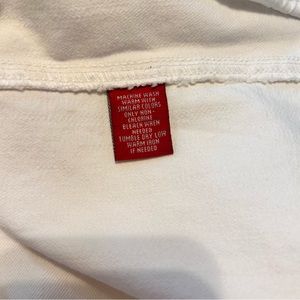 MACHINE WASH
WARM WITH
SIMILAR COLORS
ONLY NON-
CHLORINE
BLEACH WHEN
NEEDED
TUMBLE DRY LOW
WARM IRON
IF NEEDED